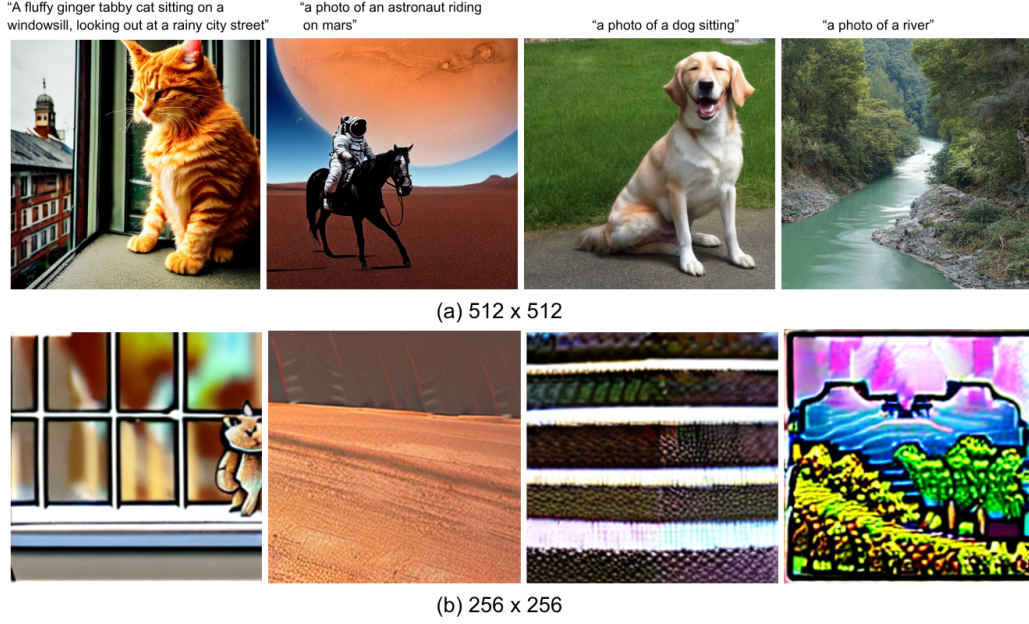 “A fluffy ginger tabby cat sitting on a
windowsill, looking out at a rainy city street”
“a photo of an astronaut riding
on mars”
“a photo of a dog sitting”
“a photo of a river”
(a) 512 x 512
(b) 256 x 256